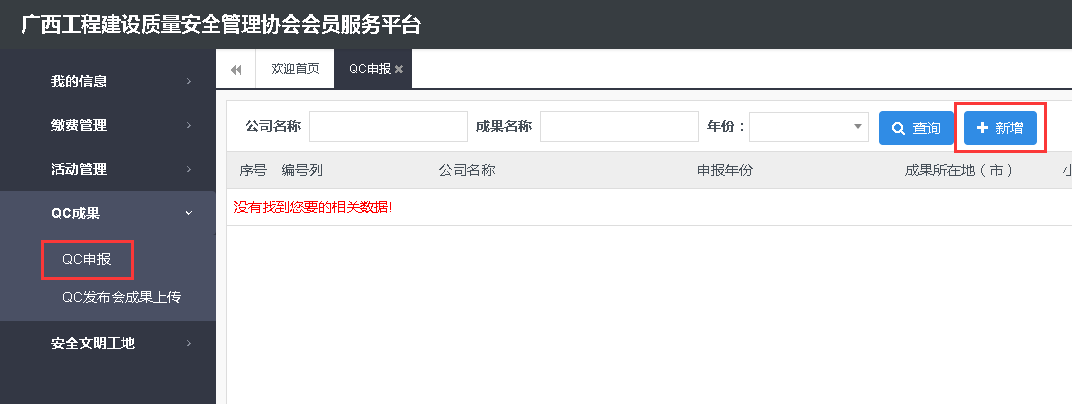 广西工程建设质量安全管理协会会员服务平台
我的信息
缴费管理
活动管理
QC成果
QC申报
QC发布会成果上传
安全文明工地
欢迎首页 QC申报
公司名称 成果名称 年份： 查询 新增
序号 编号列 公司名称 申报年份 成果所在地（市） 小
没有找到您要的相关数据!